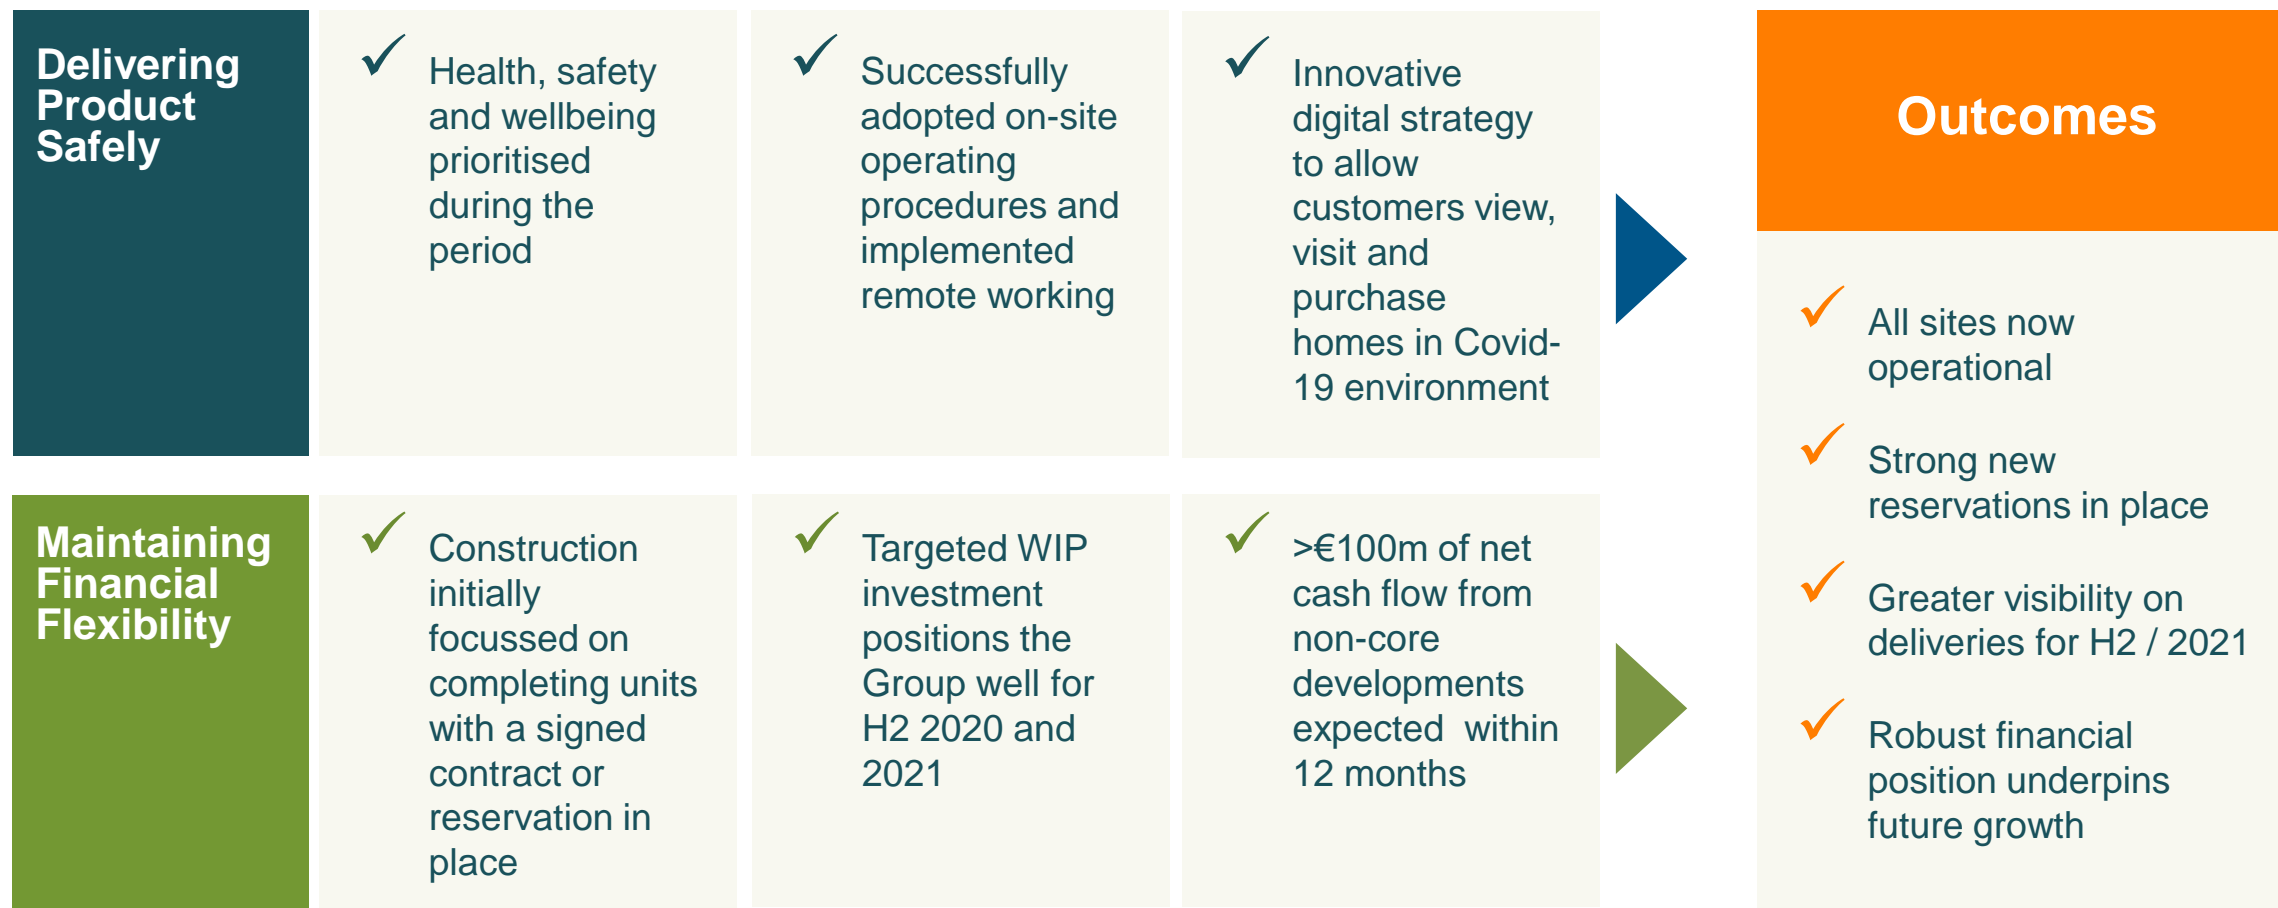 Delivering
Product
Safely
Health, safety
and wellbeing
prioritised
during the
period
Successfully
adopted on-site
operating
procedures and
implemented
remote working
Innovative
digital strategy
to allow
customers view,
visit and
purchase
homes in Covid-
19 environment
Maintaining
Financial
Flexibility
Construction
initially
focussed on
completing units
with a signed
contract or
reservation in
place
Targeted WIP
investment
positions the
Group well for
H2 2020 and
2021
>€100m of net
cash flow from
non-core
developments
expected  within
12 months
Outcomes
All sites now
operational
Strong new
reservations in place
Greater visibility on
deliveries for H2 / 2021
Robust financial
position underpins
future growth